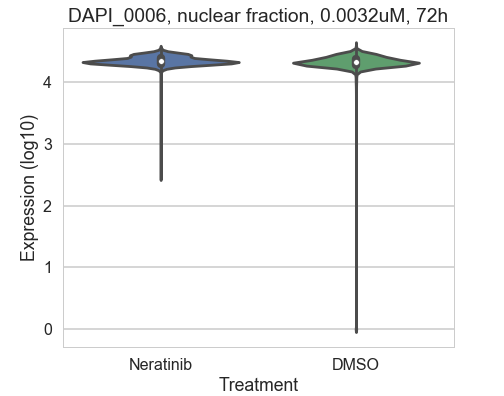 DAPI_0006, nuclear fraction, 0.0032uM, 72h
Expression (log10)
4
3
2
1
0
Neratinib
DMSO
Treatment